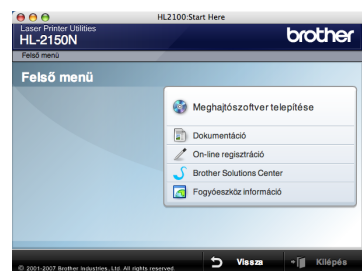 HL2100:Start Here
Laser Printer Utilities
HL-2150N
brother
Felső menü
Felső menü
Meghajtószoftver telepítése
Dokumentáció
On-line regisztráció
Brother Solutions Center
Fogyóeszköz információ
© 2001-2007 Brother Industries, Ltd. All rights reserved
Vissza
Kilépés